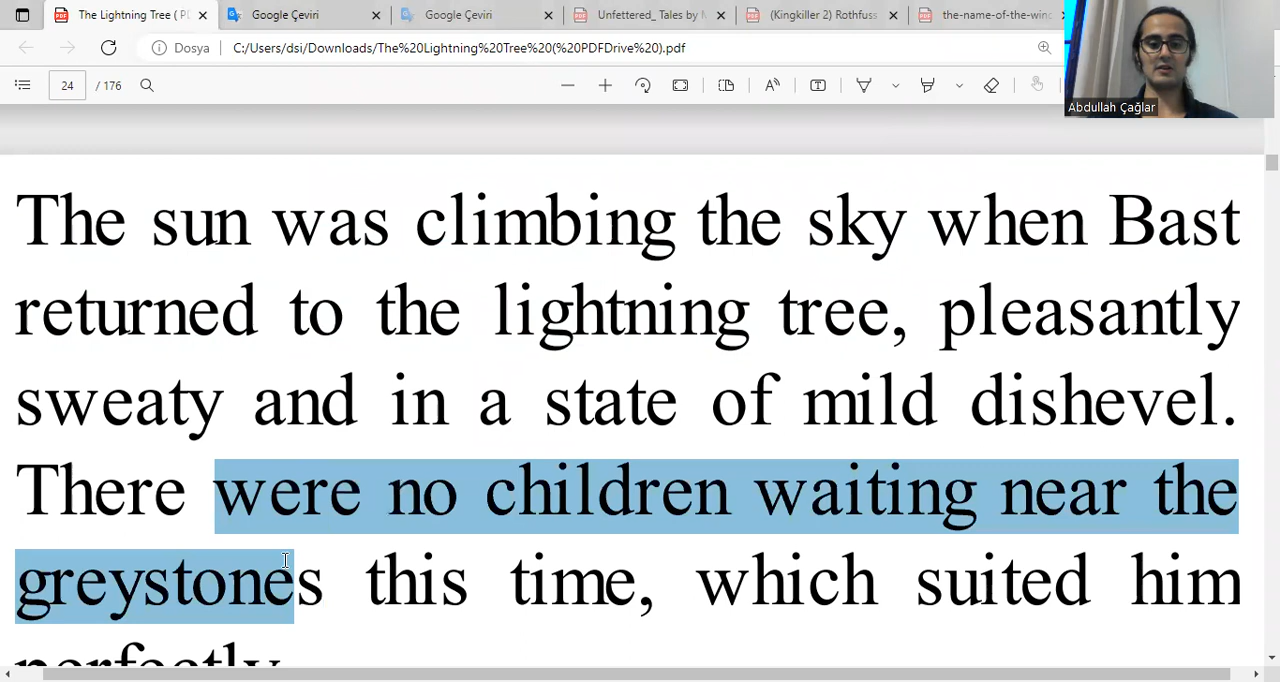 The Lightning Tree ( P
Google Çeviri
Google Çeviri
Unfettered_ Tales by M
(Kingkiller 2) Rothfuss
the-name-of-the-wind
Dosya
C:/Users/dsi/Downloads/The%20Lightning%20Tree%20(%20PDFDrive%20).pdf
24 / 176
Abdullah Çağlar
The sun was climbing the sky when Bast
returned to the lightning tree, pleasantly
sweaty and in a state of mild dishevel.
There were no children waiting near the
greystones this time, which suited him
perfectly.